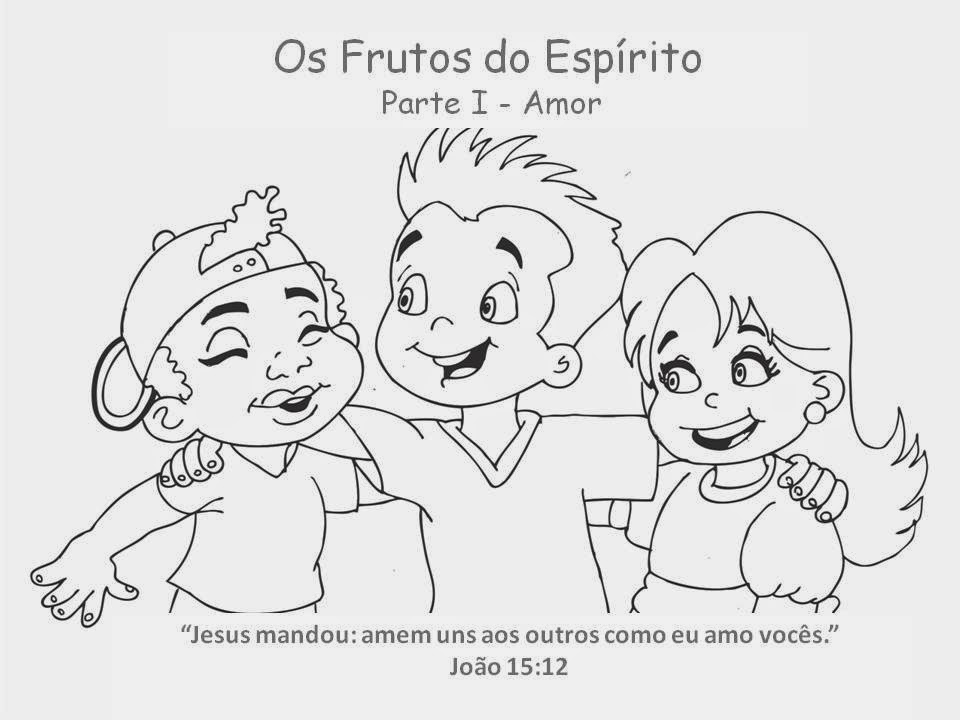 Os Frutos do Espírito
Parte I - Amor
“Jesus mandou: amem uns aos outros como eu amo vocês.”
João 15:12